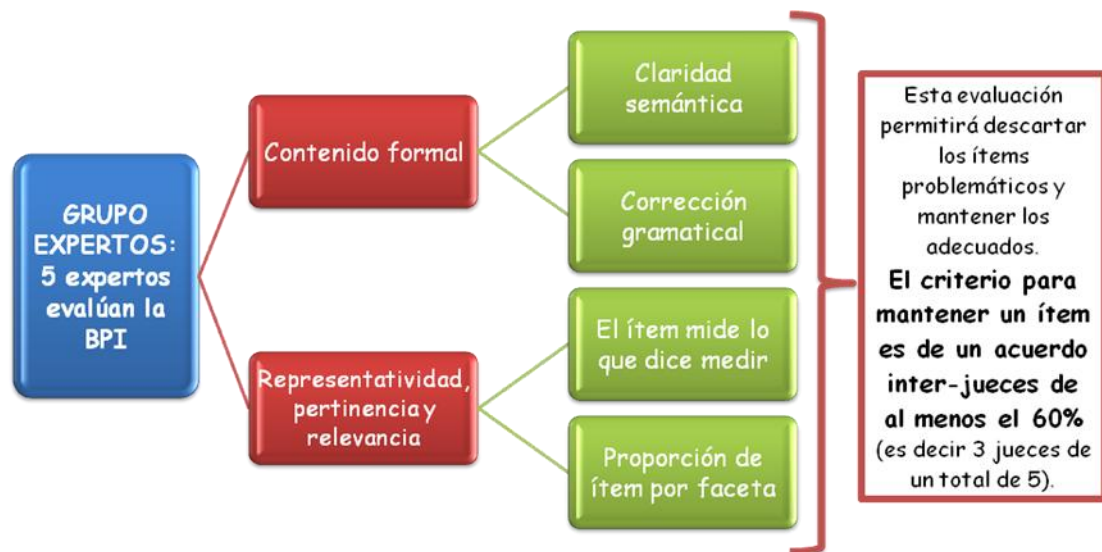 GRUPO
EXPERTOS:
5 expertos
evalúan la
BPI
Contenido formal
Representatividad,
pertinencia y
relevancia
Claridad
semántica
Corrección
gramatical
El ítem mide lo
que dice medir
Proporción de
ítem por faceta
Esta evaluación
permitirá descartar
los ítems
problemáticos y
mantener los
adecuados.
El criterio para
mantener un ítem
es de un acuerdo
inter-jueces de
al menos el 60%
(es decir 3 jueces de
un total de 5).